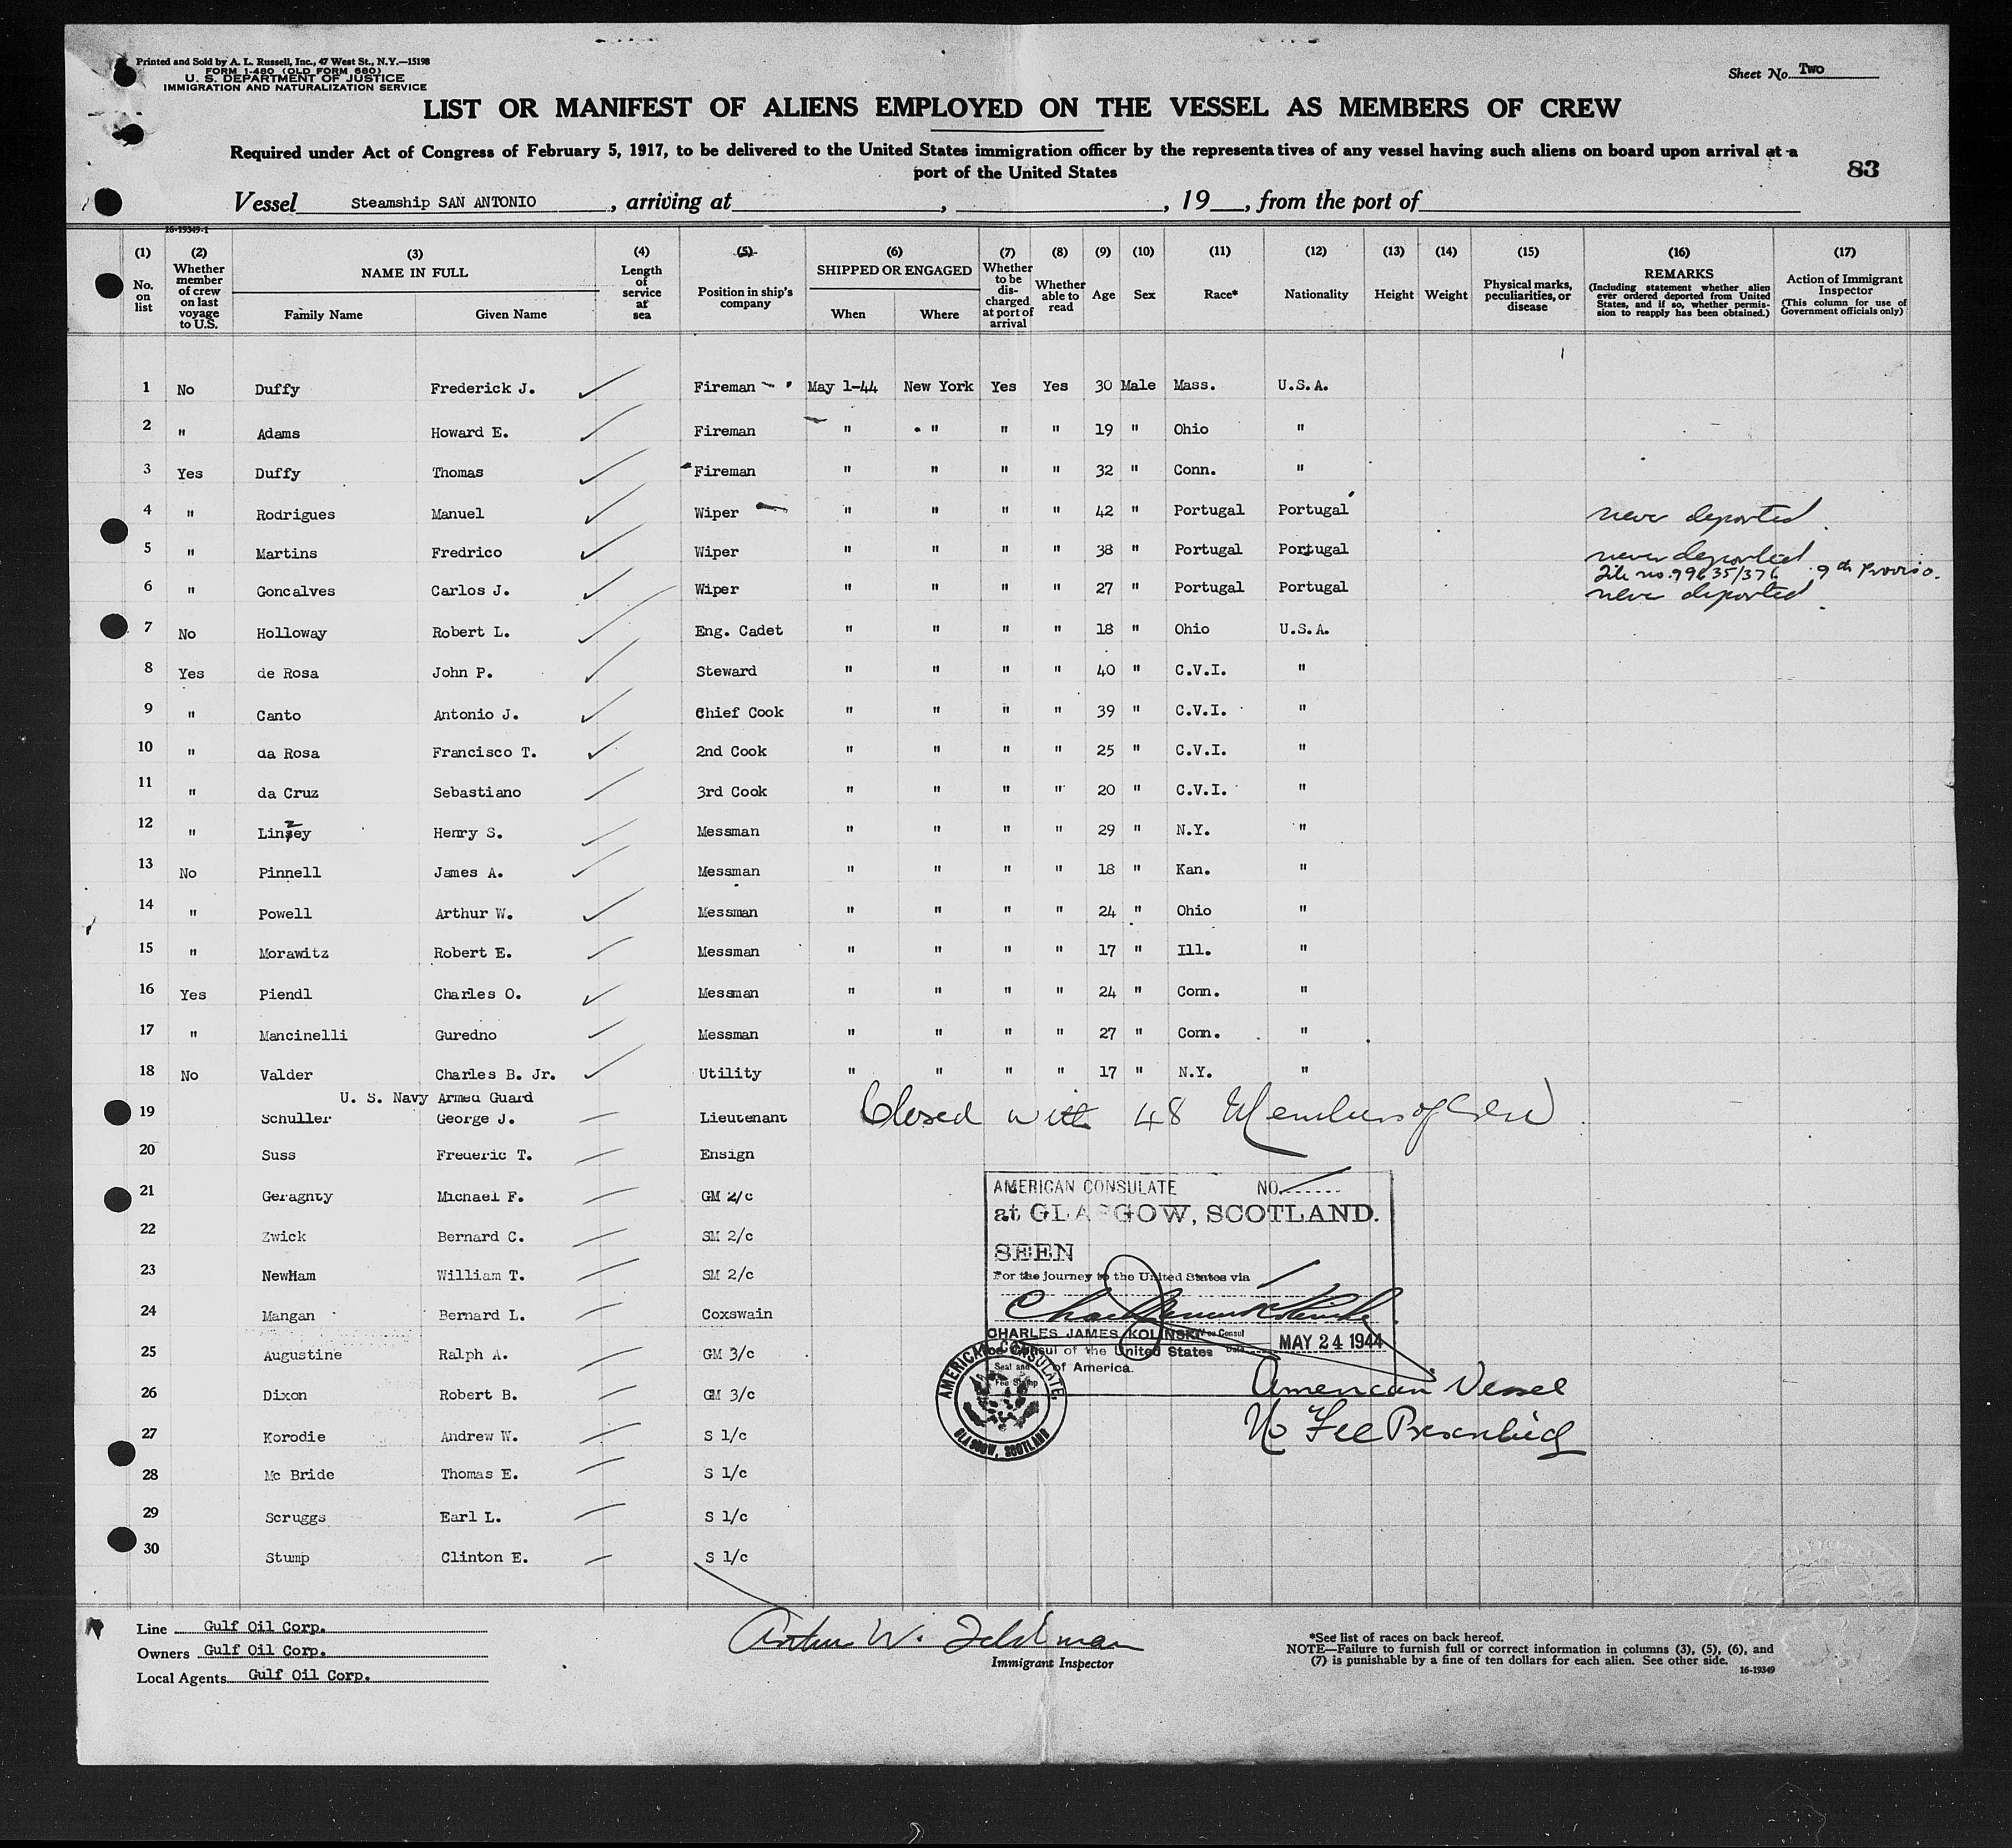 Printed and Sold by A. L. Russell, Inc., 47 West St., N.Y.—15198
FORM I-480 (OLD FORM 680)
U. S. DEPARTMENT OF JUSTICE
IMMIGRATION AND NATURALIZATION SERVICE
Sheet No. Two
LIST OR MANIFEST OF ALIENS EMPLOYED ON THE VESSEL AS MEMBERS OF CREW
Required under Act of Congress of February 5, 1917, to be delivered to the United States immigration officer by the representatives of any vessel having such aliens on board upon arrival at a
port of the United States
83
Vessel Steamship SAN ANTONIO, arriving at , , 19 , from the port of
16-19349-1
(1) No. on list
(2) Whether member of crew on last voyage to U.S.
(3) NAME IN FULL
Family Name Given Name
(4) Length of service at sea
(5) Position in ship's company
(6) SHIPPED OR ENGAGED
When Where
(7) Whether to be discharged at port of arrival
(8) Whether able to read
(9) Age
(10) Sex
(11) Race*
(12) Nationality
(13) Height
(14) Weight
(15) Physical marks, peculiarities, or disease
(16) REMARKS (Including statement whether alien ever ordered deported from United States, and if so, whether permission to reapply has been obtained.)
(17) Action of Immigrant Inspector (This column for use of Government officials only)
1 No Duffy Frederick J. Fireman May 1-44 New York Yes Yes 30 Male Mass. U.S.A.
2 " Adams Howard E. Fireman " " " " 19 " Ohio "
3 Yes Duffy Thomas Fireman " " " " 32 " Conn. "
4 " Rodrigues Manuel Wiper " " " " 42 " Portugal Portugal never deported.
5 " Martins Fredrico Wiper " " " " 38 " Portugal Portugal never deported
File no. 99635/376 9th Proviso.
6 " Goncalves Carlos J. Wiper " " " " 27 " Portugal Portugal never deported.
7 No Holloway Robert L. Eng. Cadet " " " " 18 " Ohio U.S.A.
8 Yes de Rosa John P. Steward " " " " 40 " C.V.I. "
9 " Canto Antonio J. Chief Cook " " " " 39 " C.V.I. "
10 " da Rosa Francisco T. 2nd Cook " " " " 25 " C.V.I. "
11 " da Cruz Sebastiano 3rd Cook " " " " 20 " C.V.I. "
12 " Linzey Henry S. Messman " " " " 29 " N.Y. "
13 No Pinnell James A. Messman " " " " 18 " Kan. "
14 " Powell Arthur W. Messman " " " " 24 " Ohio "
15 " Morawitz Robert E. Messman " " " " 17 " Ill. "
16 Yes Piendl Charles O. Messman " " " " 24 " Conn. "
17 " Mancinelli Guredno Messman " " " " 27 " Conn. "
18 No Valder Charles B. Jr. Utility " " " " 17 " N.Y. "
U. S. Navy Armed Guard
19 Schuller George J. Lieutenant Closed with 48 Members of Crew
20 Suss Frederic T. Ensign
21 Geraghty Michael F. GM 2/c
22 Zwick Bernard C. SM 2/c
23 NewHam William T. SM 2/c
24 Mangan Bernard L. Coxswain
25 Augustine Ralph A. GM 3/c
26 Dixon Robert B. GM 3/c
27 Korodie Andrew W. S 1/c
28 Mc Bride Thomas E. S 1/c
29 Scruggs Earl L. S 1/c
30 Stump Clinton E. S 1/c
AMERICAN CONSULATE NO.
at GLASGOW, SCOTLAND.
SEEN
For the journey to the United States via
CHARLES JAMES KOLINSKI Vice Consul
Date MAY 24 1944
Vice Consul of the United States
of America.
Seal and Fee Stamp
AMERICAN CONSULATE, GLASGOW, SCOTLAND
American Vessel
No Fee Prescribed
Line Gulf Oil Corp.
Owners Gulf Oil Corp.
Local Agents Gulf Oil Corp.
Arthur W. Feldman
Immigrant Inspector
*See list of races on back hereof.
NOTE—Failure to furnish full or correct information in columns (3), (5), (6), and
(7) is punishable by a fine of ten dollars for each alien. See other side.
16-19349